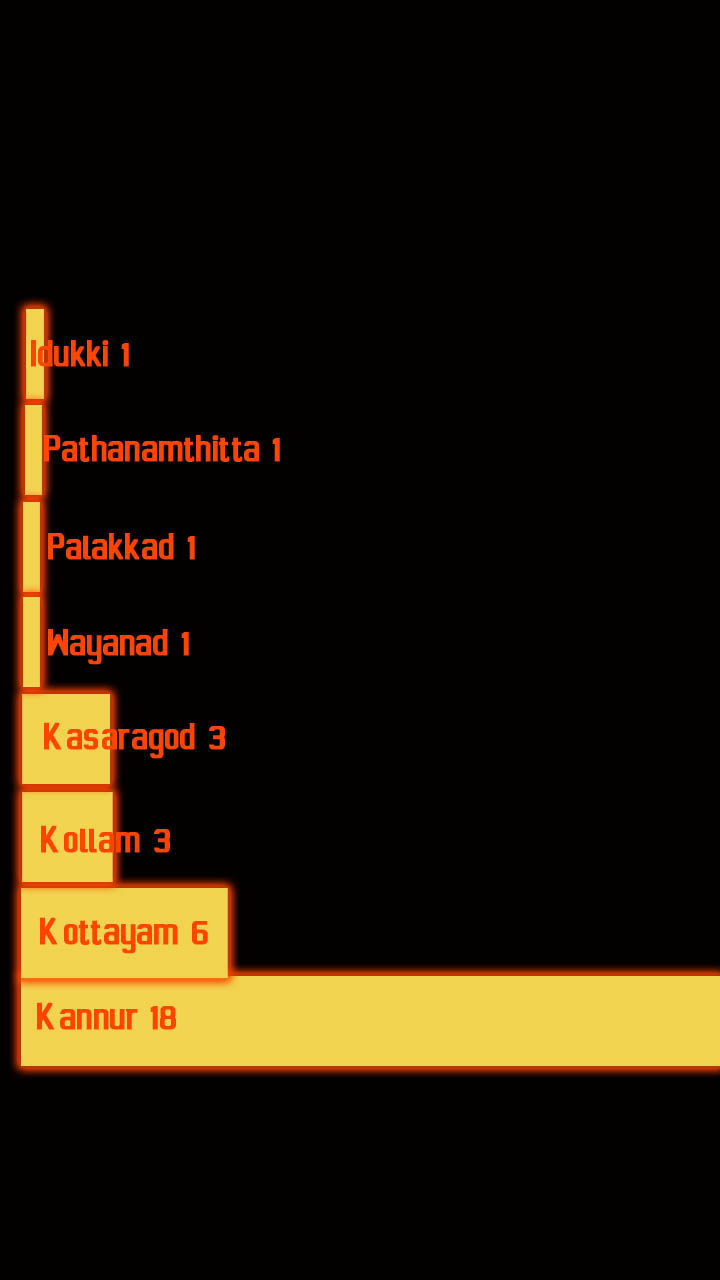 Idukki 1
Pathanamthitta 1
Palakkad 1
Wayanad 1
Kasaragod 3
Kollam 3
Kottayam 6
Kannur 18